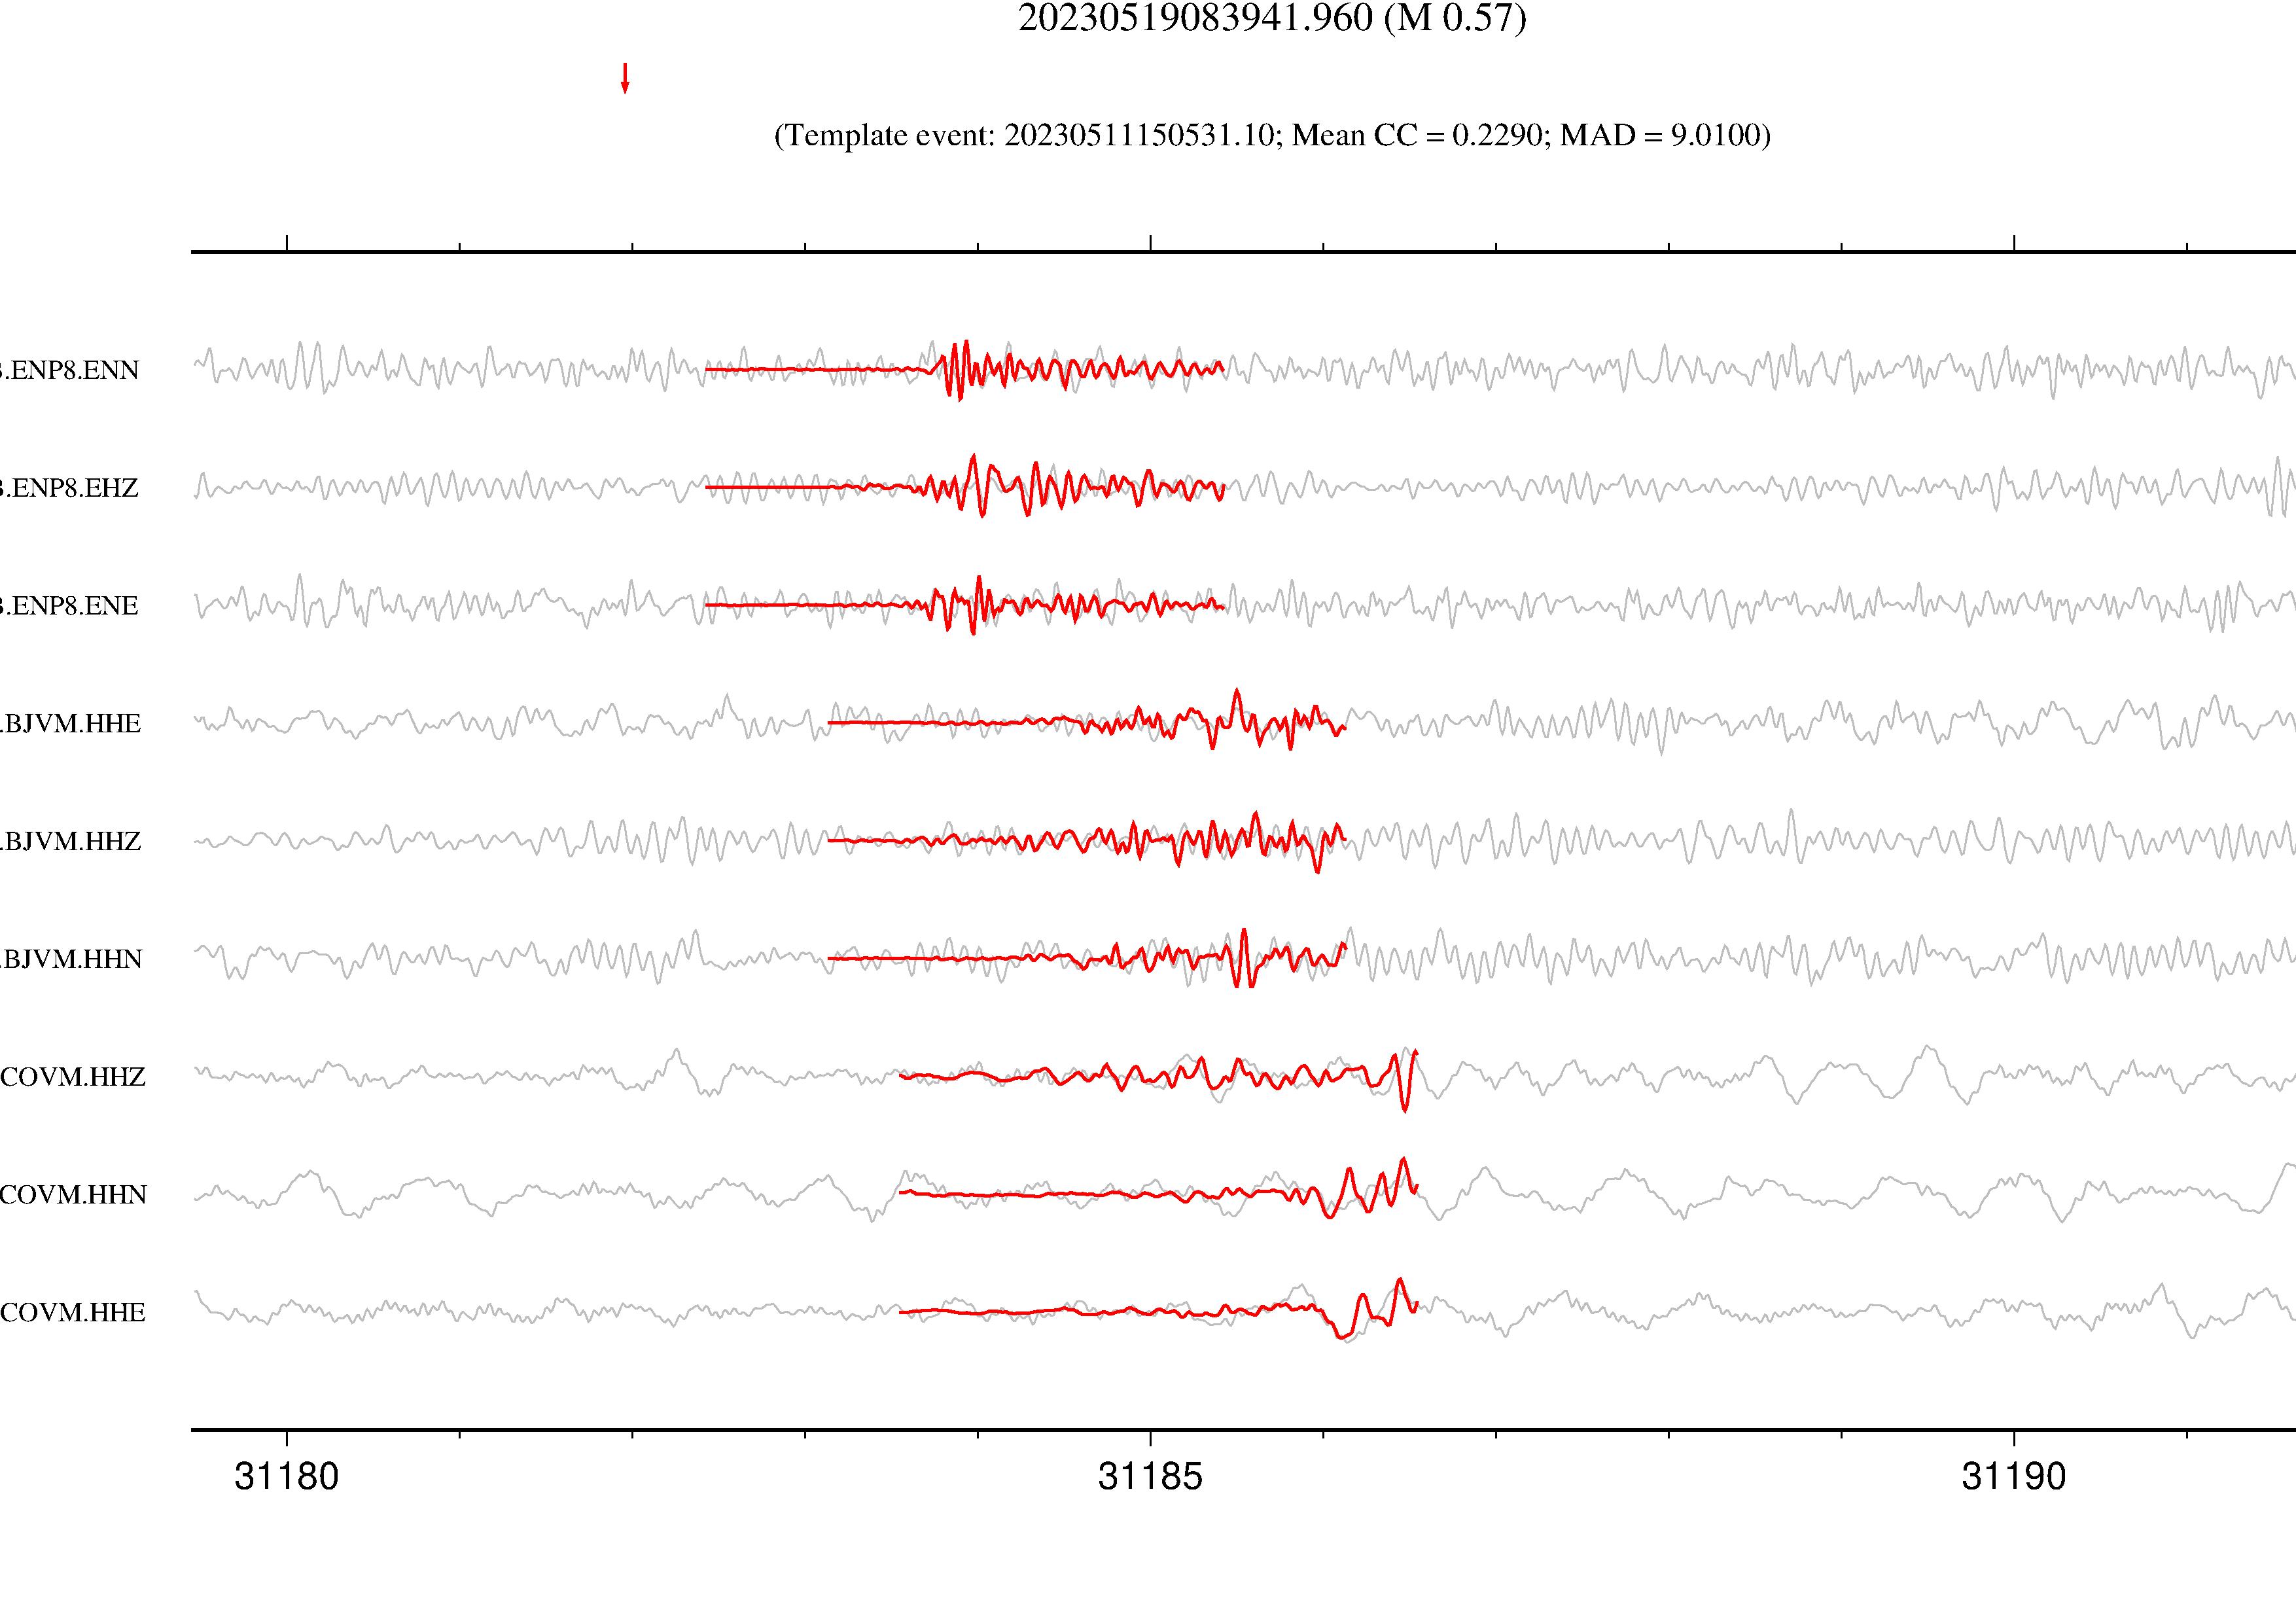 20230519083941.960 (M 0.57)
(Template event: 20230511150531.10; Mean CC = 0.2290; MAD = 9.0100)
.ENP8.ENN
.ENP8.EHZ
.ENP8.ENE
.BJVM.HHE
.BJVM.HHZ
.BJVM.HHN
COVM.HHZ
COVM.HHN
COVM.HHE
31180 31185 31190